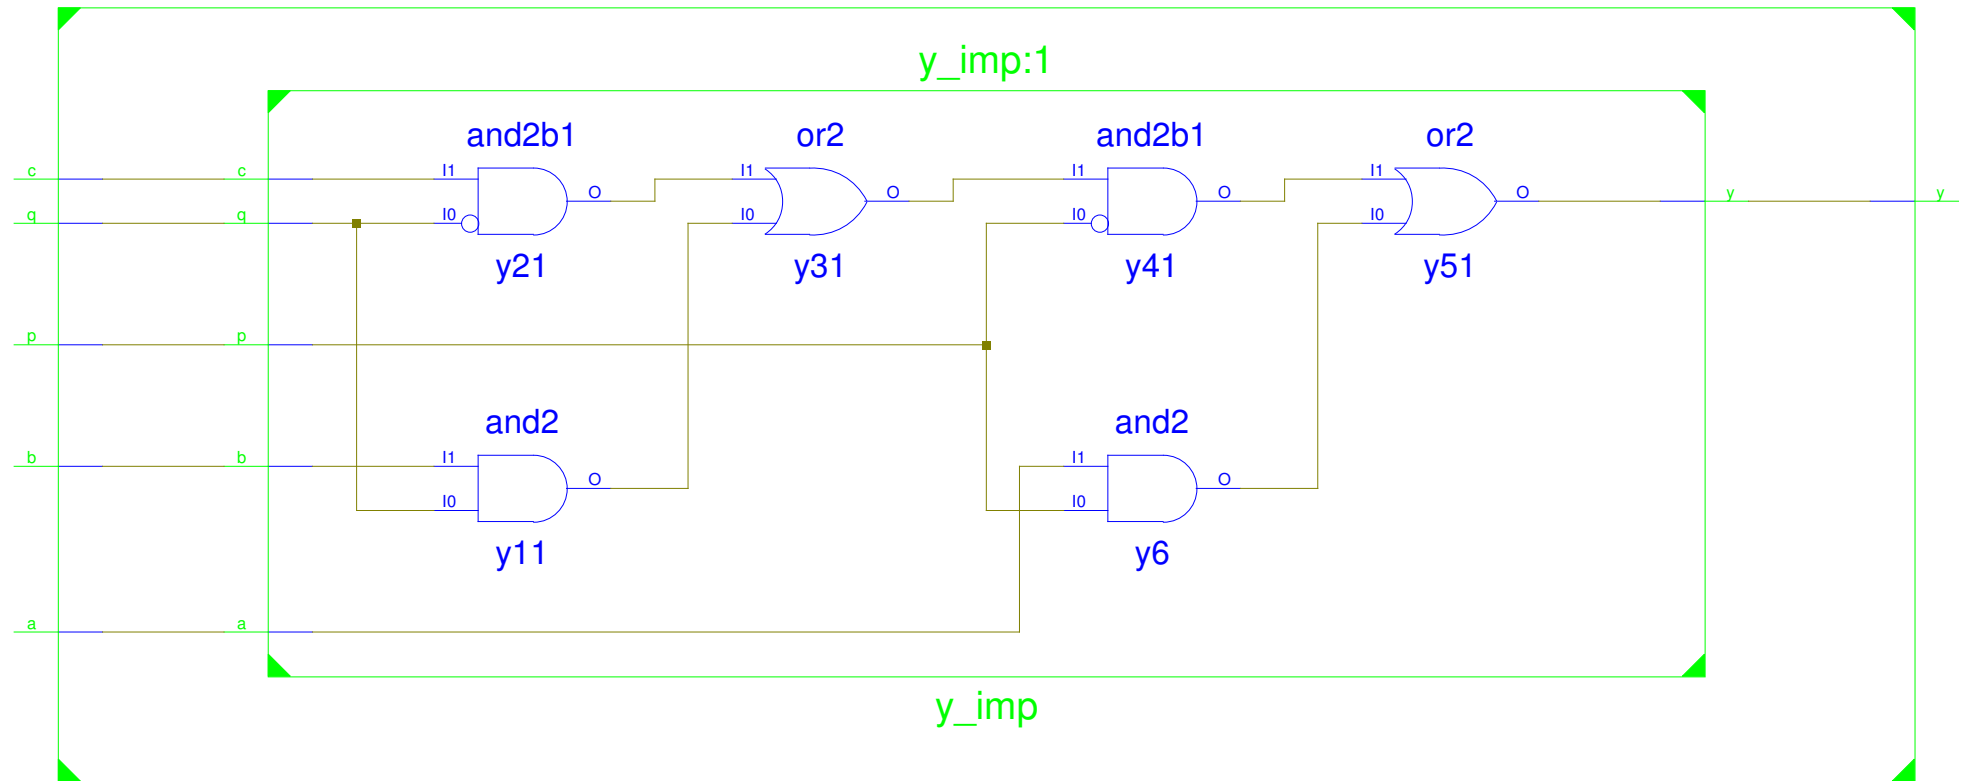 y_imp:1
and2b1 or2 and2b1 or2
c c I1 I1 I1 I1
O O O O y y
q q I0 I0 I0 I0
y21 y31 y41 y51
p p
and2 and2
b b I1 I1
O O
I0 I0
y11 y6
a a
y_imp